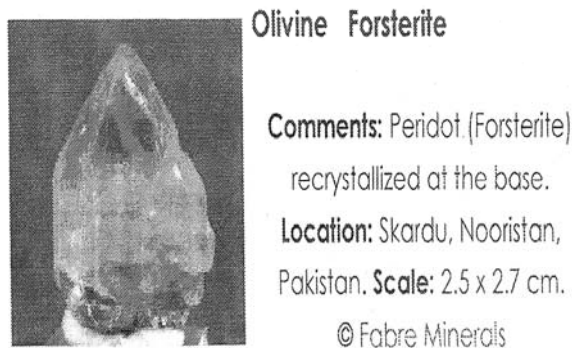 Olivine Forsterite
Comments: Peridot (Forsterite)
recrystallized at the base.
Location: Skardu, Nooristan,
Pakistan. Scale: 2.5 x 2.7 cm.
© Fabre Minerals